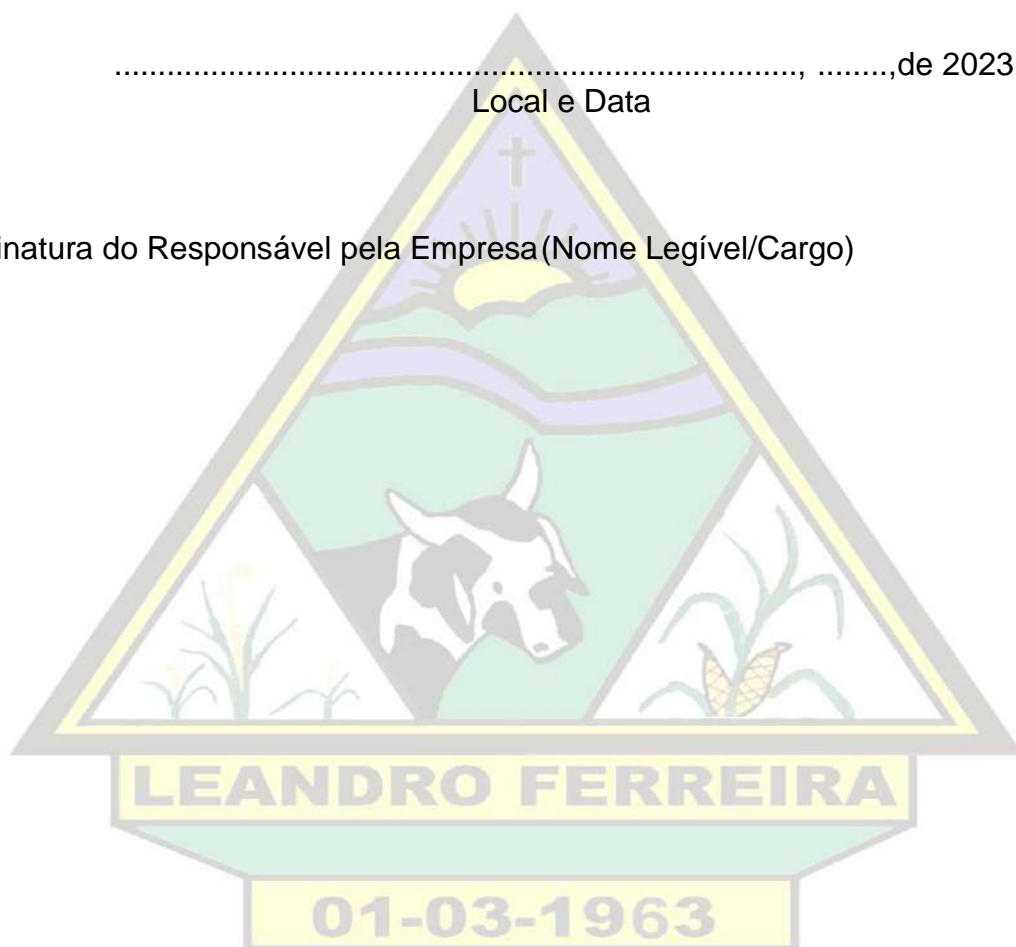 ............................................................................., ........,de 2023
Local e Data
inatura do Responsável pela Empresa(Nome Legível/Cargo)
LEANDRO FERREIRA
01-03-1963